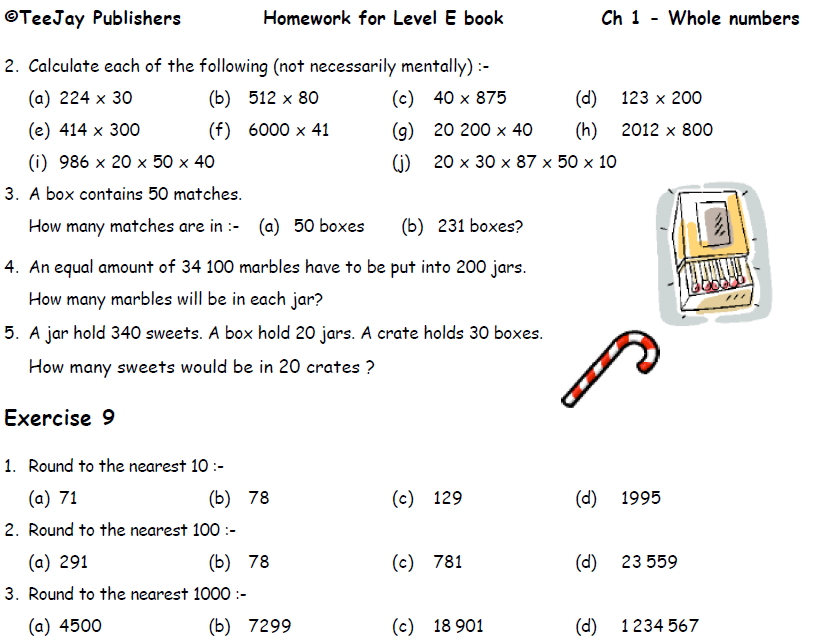 ©TeeJay Publishers Homework for Level E book Ch 1 - Whole numbers
2. Calculate each of the following (not necessarily mentally) :-
(a) 224 x 30 (b) 512 x 80 (c) 40 x 875 (d) 123 x 200
(e) 414 x 300 (f) 6000 x 41 (g) 20 200 x 40 (h) 2012 x 800
(i) 986 x 20 x 50 x 40 (j) 20 x 30 x 87 x 50 x 10
3. A box contains 50 matches.
How many matches are in :- (a) 50 boxes (b) 231 boxes?
4. An equal amount of 34 100 marbles have to be put into 200 jars.
How many marbles will be in each jar?
5. A jar hold 340 sweets. A box hold 20 jars. A crate holds 30 boxes.
How many sweets would be in 20 crates ?
Exercise 9
1. Round to the nearest 10 :-
(a) 71 (b) 78 (c) 129 (d) 1995
2. Round to the nearest 100 :-
(a) 291 (b) 78 (c) 781 (d) 23 559
3. Round to the nearest 1000 :-
(a) 4500 (b) 7299 (c) 18 901 (d) 1 234 567